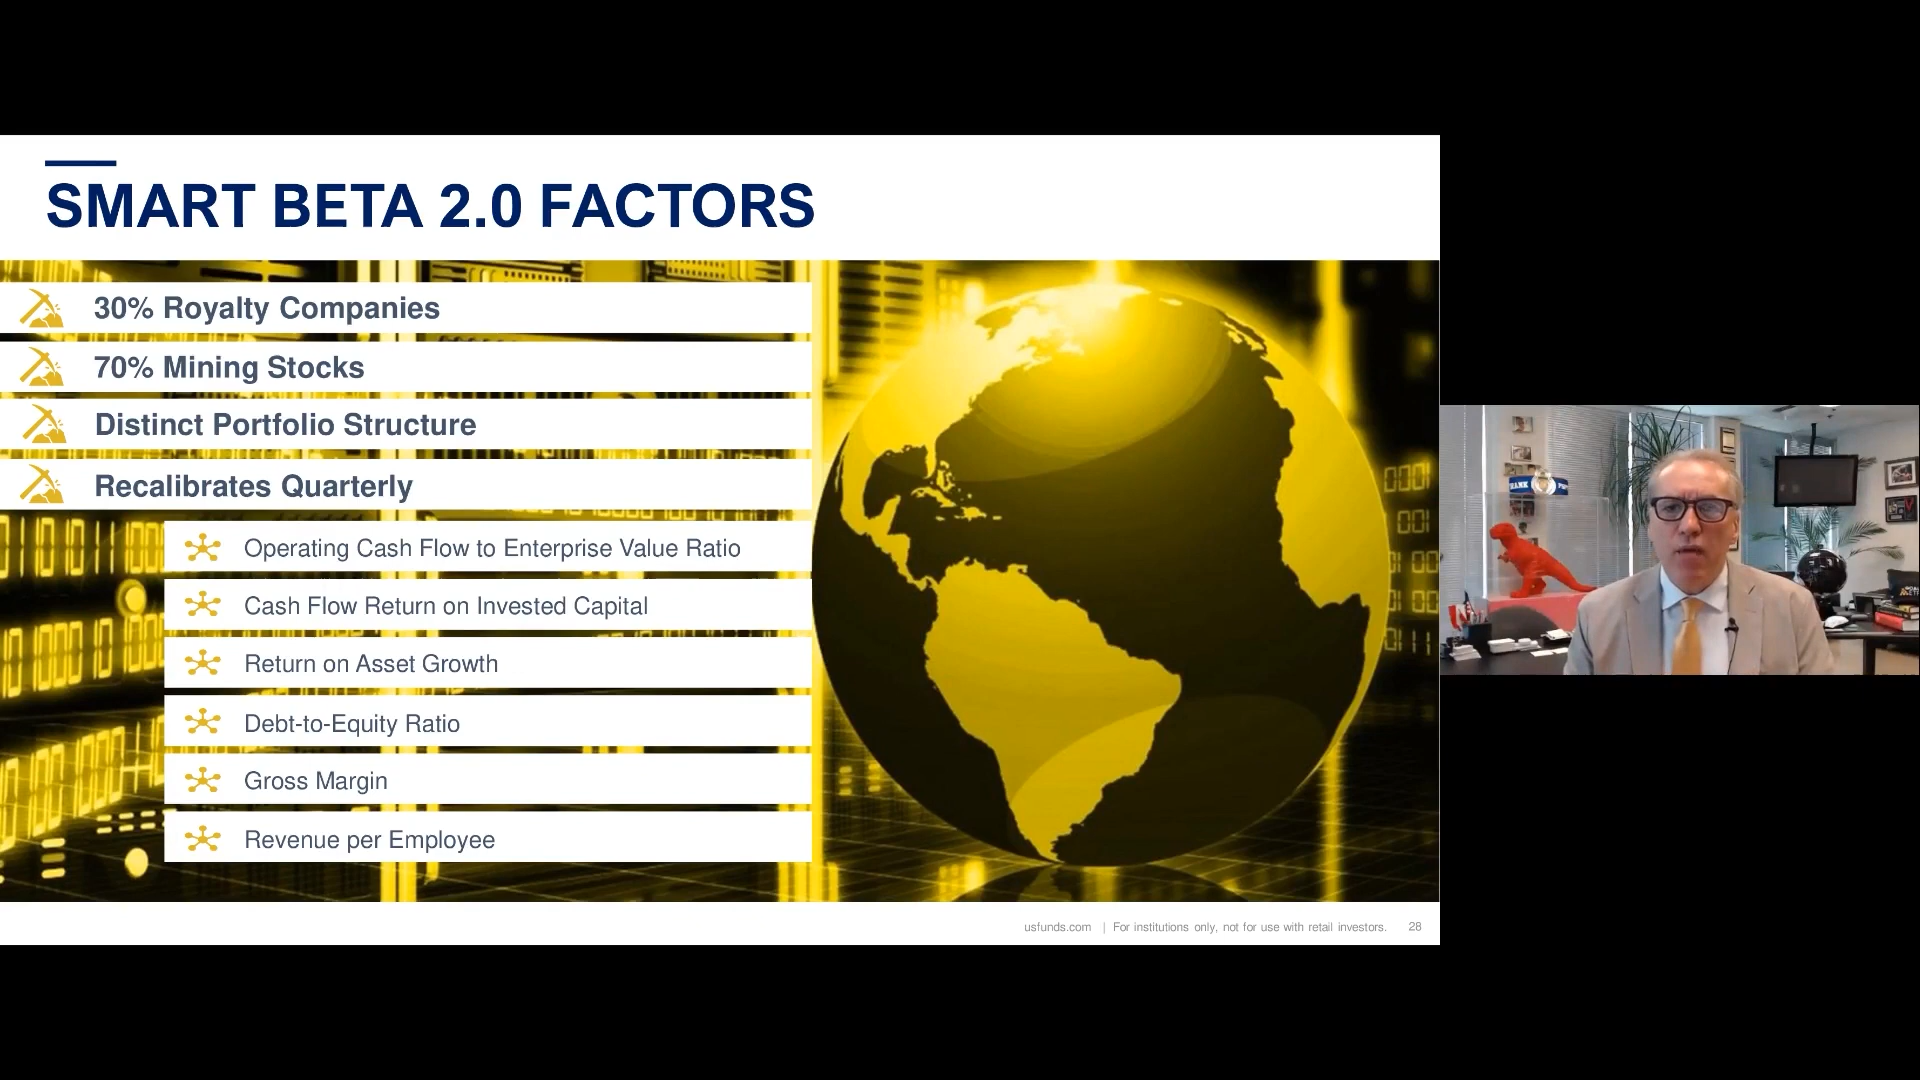 SMART BETA 2.0 FACTORS
30% Royalty Companies
70% Mining Stocks
Distinct Portfolio Structure
Recalibrates Quarterly
Operating Cash Flow to Enterprise Value Ratio
Cash Flow Return on Invested Capital
Return on Asset Growth
Debt-to-Equity Ratio
Gross Margin
Revenue per Employee
usfunds.com | For institutions only, not for use with retail investors. 28